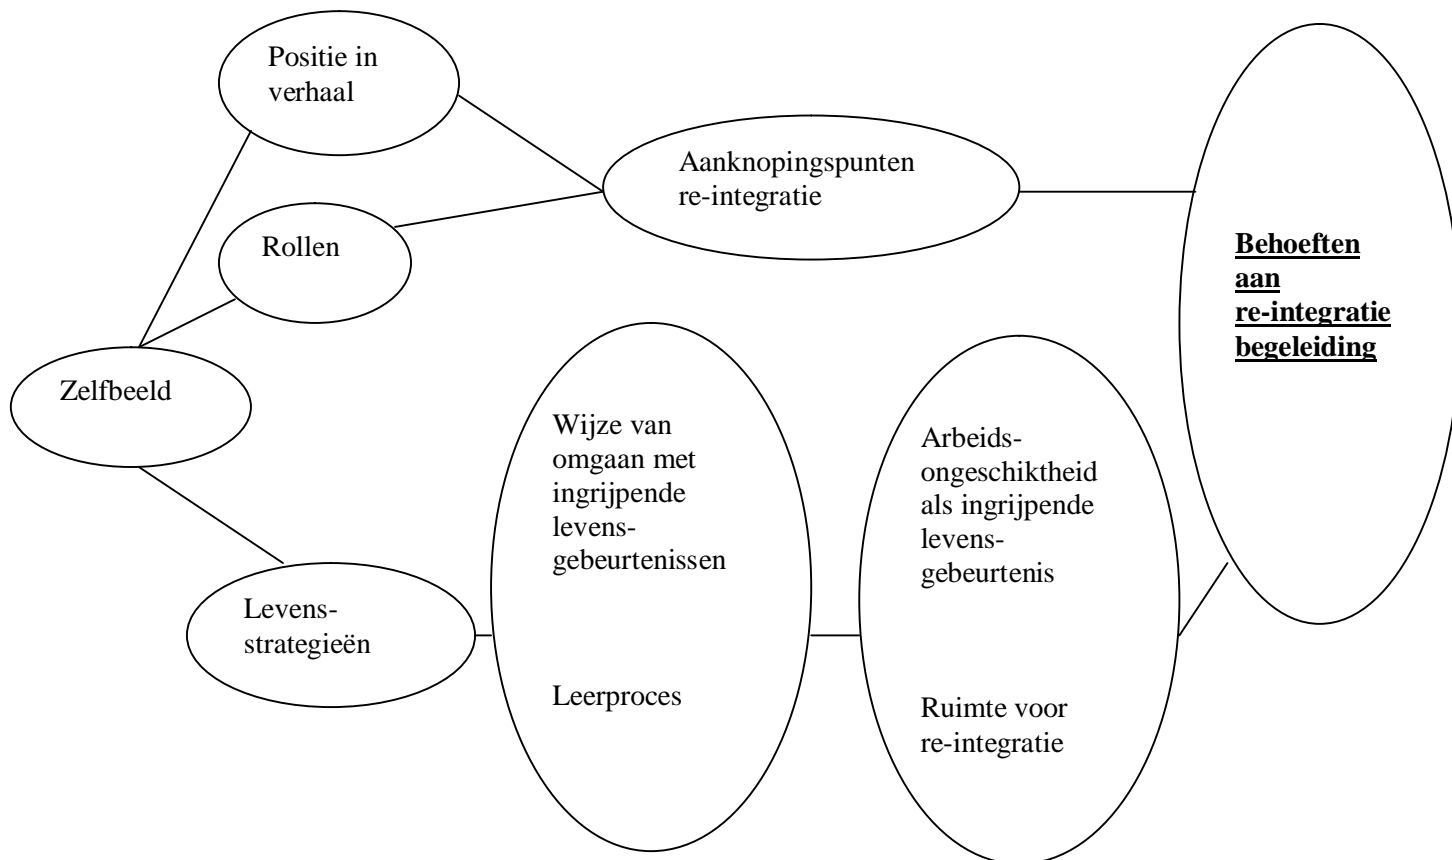 Positie in
verhaal
Aanknopingspunten
re-integratie
Rollen
Behoeften
aan
re-integratie
begeleiding
Zelfbeeld
Wijze van
omgaan met
ingrijpende
levens-
gebeurtenissen
Leerproces
Arbeids-
ongeschiktheid
als ingrijpende
levens-
gebeurtenis
Ruimte voor
re-integratie
Levens-
strategieën